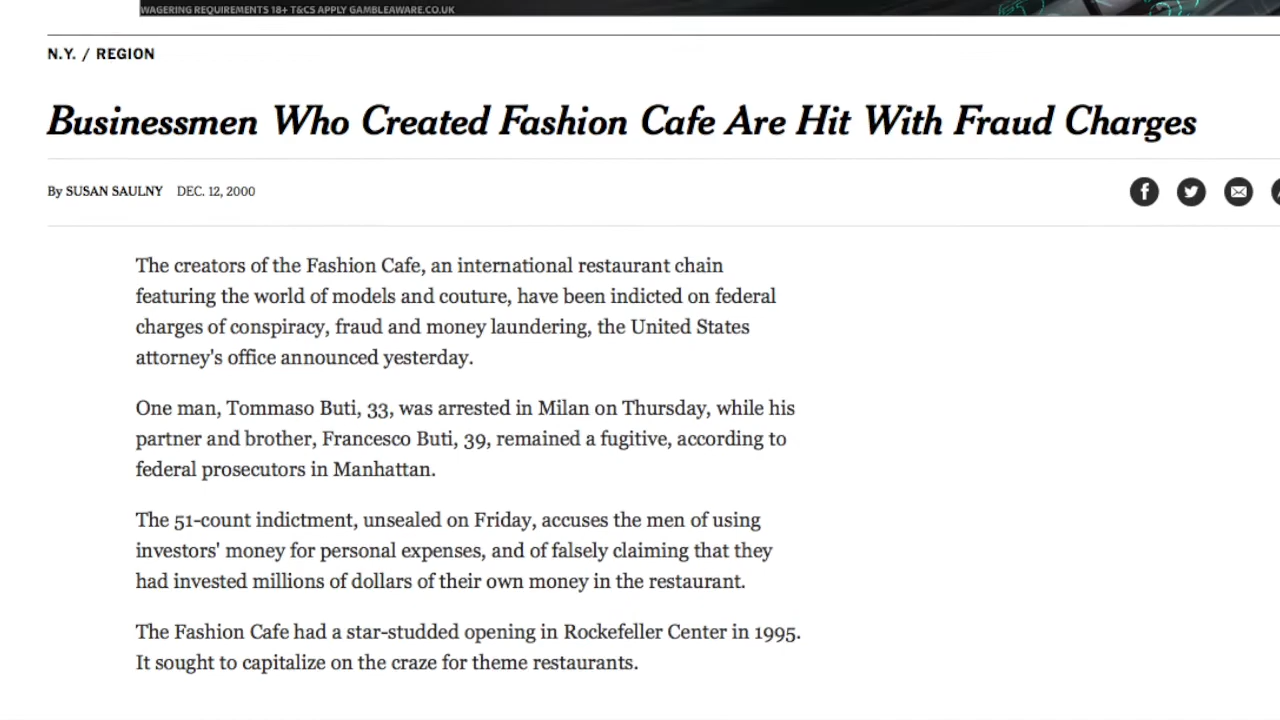 WAGERING REQUIREMENTS 18+ T&CS APPLY GAMBLEAWARE.CO.UK
N.Y. / REGION
Businessmen Who Created Fashion Cafe Are Hit With Fraud Charges
By SUSAN SAULNY DEC. 12, 2000
The creators of the Fashion Cafe, an international restaurant chain
featuring the world of models and couture, have been indicted on federal
charges of conspiracy, fraud and money laundering, the United States
attorney's office announced yesterday.
One man, Tommaso Buti, 33, was arrested in Milan on Thursday, while his
partner and brother, Francesco Buti, 39, remained a fugitive, according to
federal prosecutors in Manhattan.
The 51-count indictment, unsealed on Friday, accuses the men of using
investors' money for personal expenses, and of falsely claiming that they
had invested millions of dollars of their own money in the restaurant.
The Fashion Cafe had a star-studded opening in Rockefeller Center in 1995.
It sought to capitalize on the craze for theme restaurants.